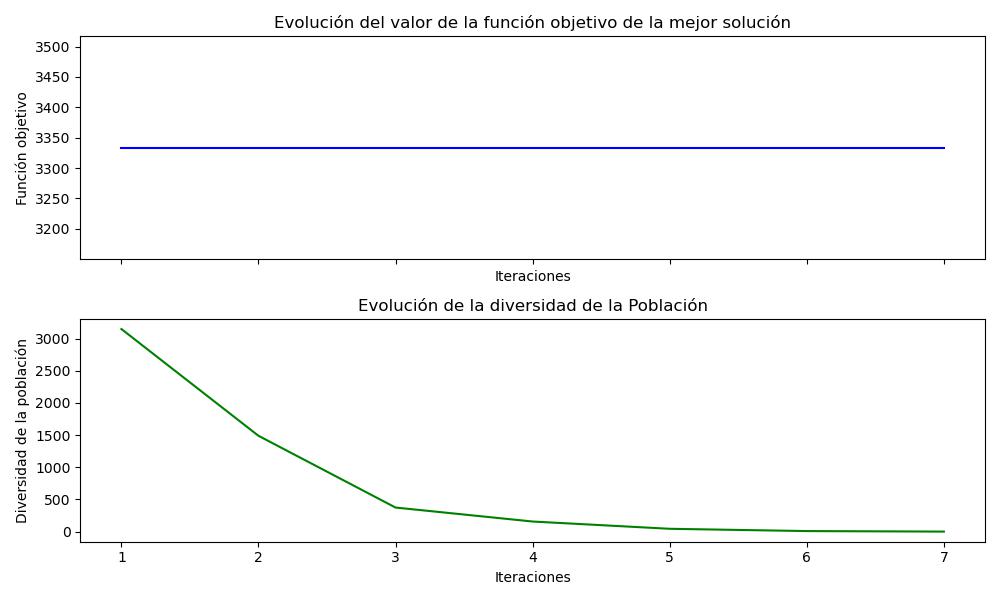 Evolución del valor de la función objetivo de la mejor solución
3500
3450
3400
3350
3300
3250
3200
Función objetivo
Iteraciones
Evolución de la diversidad de la Población
3000
2500
2000
1500
1000
500
0
Diversidad de la población
1 2 3 4 5 6 7
Iteraciones